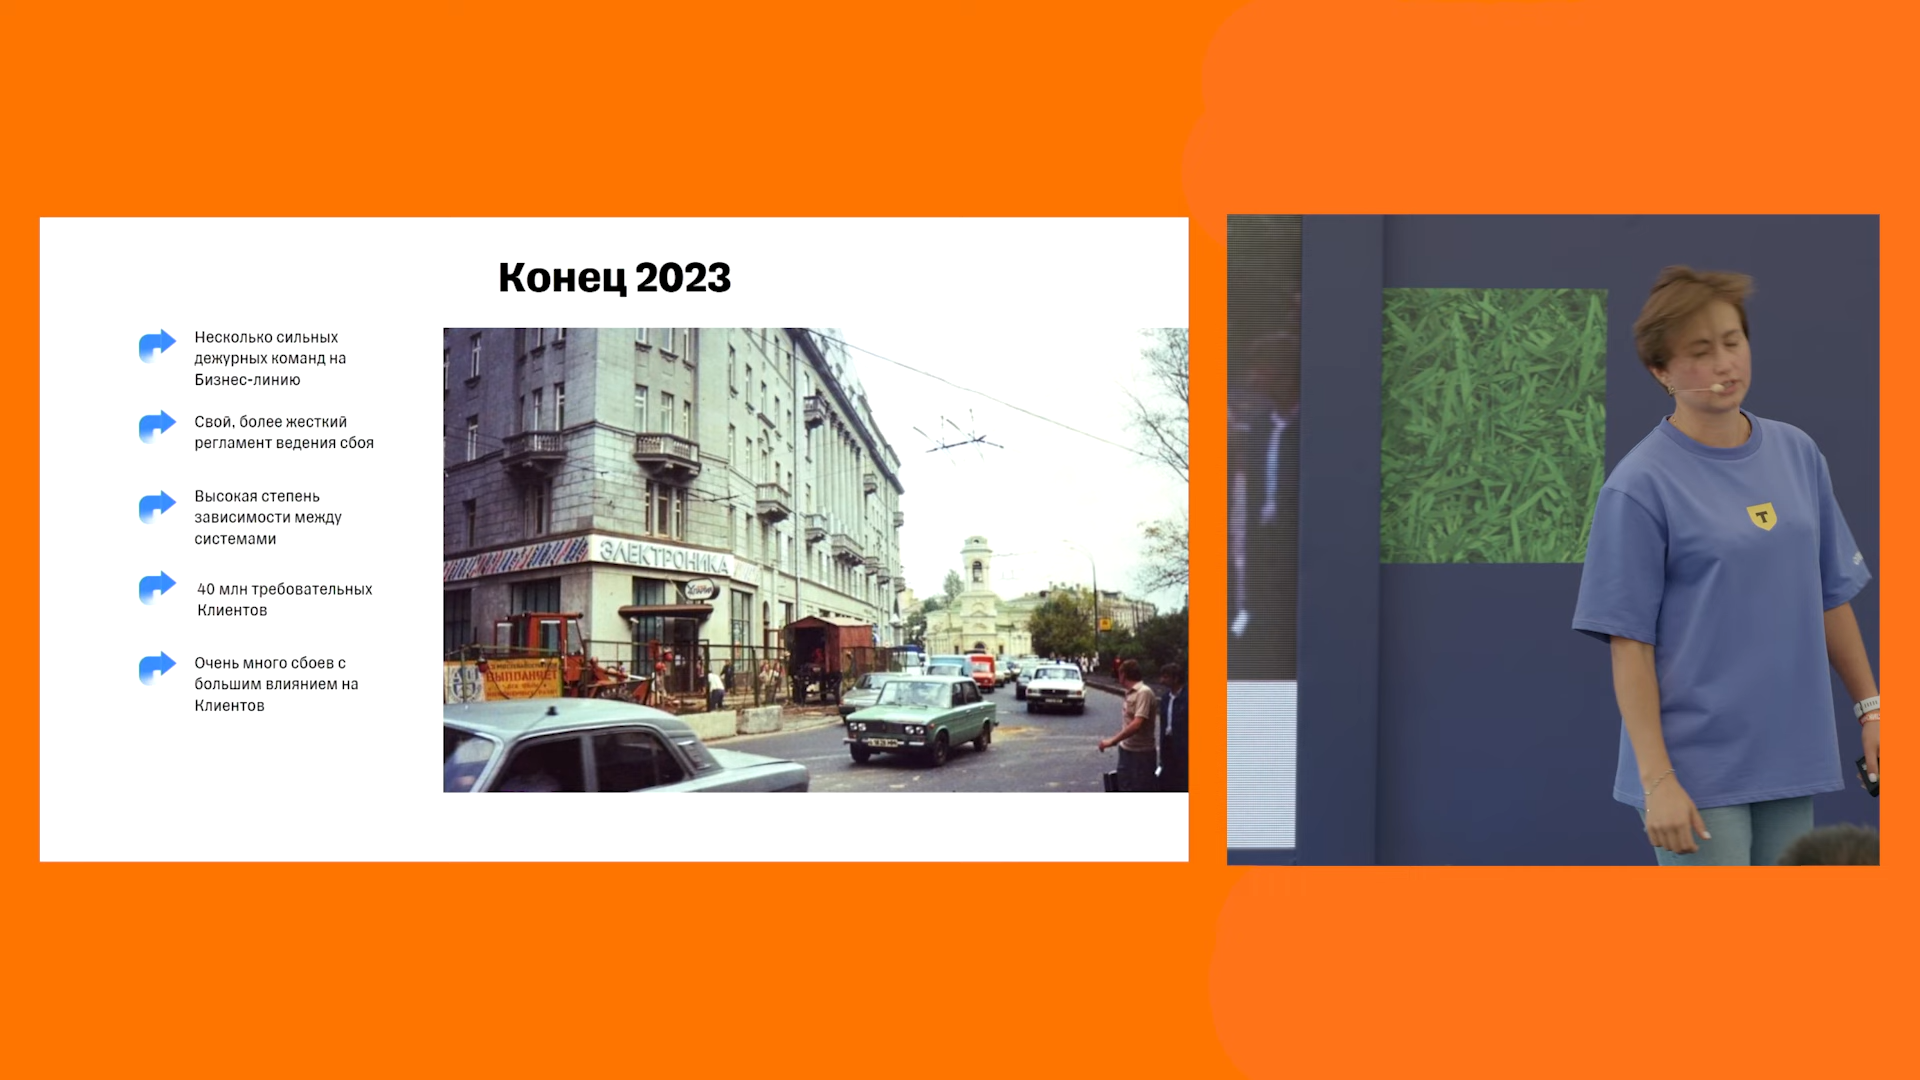 Конец 2023
Несколько сильных
дежурных команд на
Бизнес-линию
Свой, более жесткий
регламент ведения сбоя
Высокая степень
зависимости между
системами
40 млн требовательных
Клиентов
Очень много сбоев с
большим влиянием на
Клиентов
ЭЛЕКТРОНИКА
ВЫПОЛНЯЕТ
Т